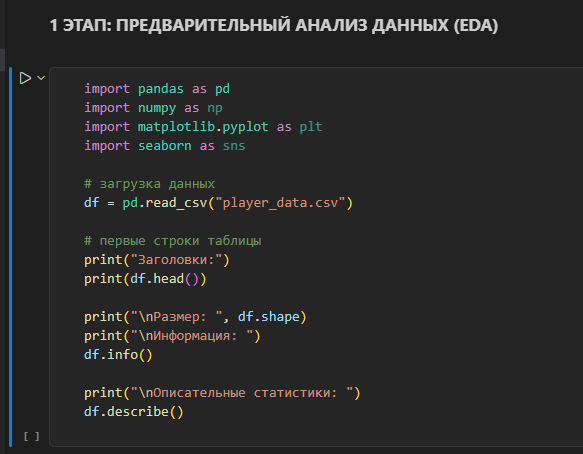 1 ЭТАП: ПРЕДВАРИТЕЛЬНЫЙ АНАЛИЗ ДАННЫХ (EDA)
import pandas as pd
import numpy as np
import matplotlib.pyplot as plt
import seaborn as sns
# загрузка данных
df = pd.read_csv("player_data.csv")
# первые строки таблицы
print("Заголовки:")
print(df.head())
print("\nРазмер: ", df.shape)
print("\nИнформация: ")
df.info()
print("\nОписательные статистики: ")
df.describe()
[ ]